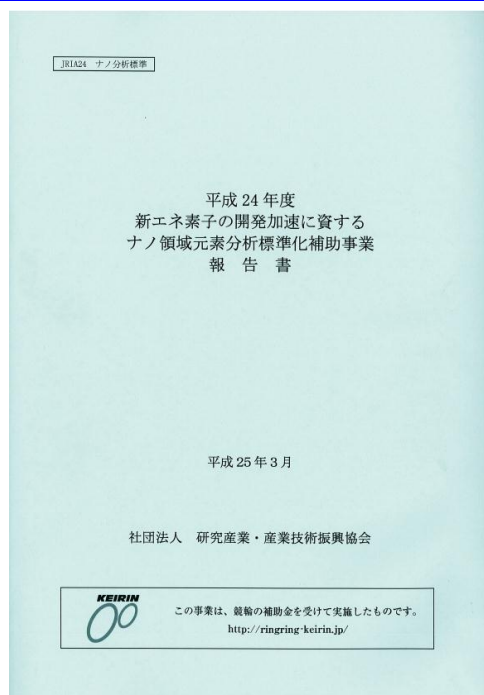 JRIA24 ナノ分析標準
平成 24 年度
新エネ素子の開発加速に資する
ナノ領域元素分析標準化補助事業
報 告 書
平成 25 年 3 月
社団法人 研究産業・産業技術振興協会
KEIRIN
この事業は、競輪の補助金を受けて実施したものです。
http://ringring-keirin.jp/